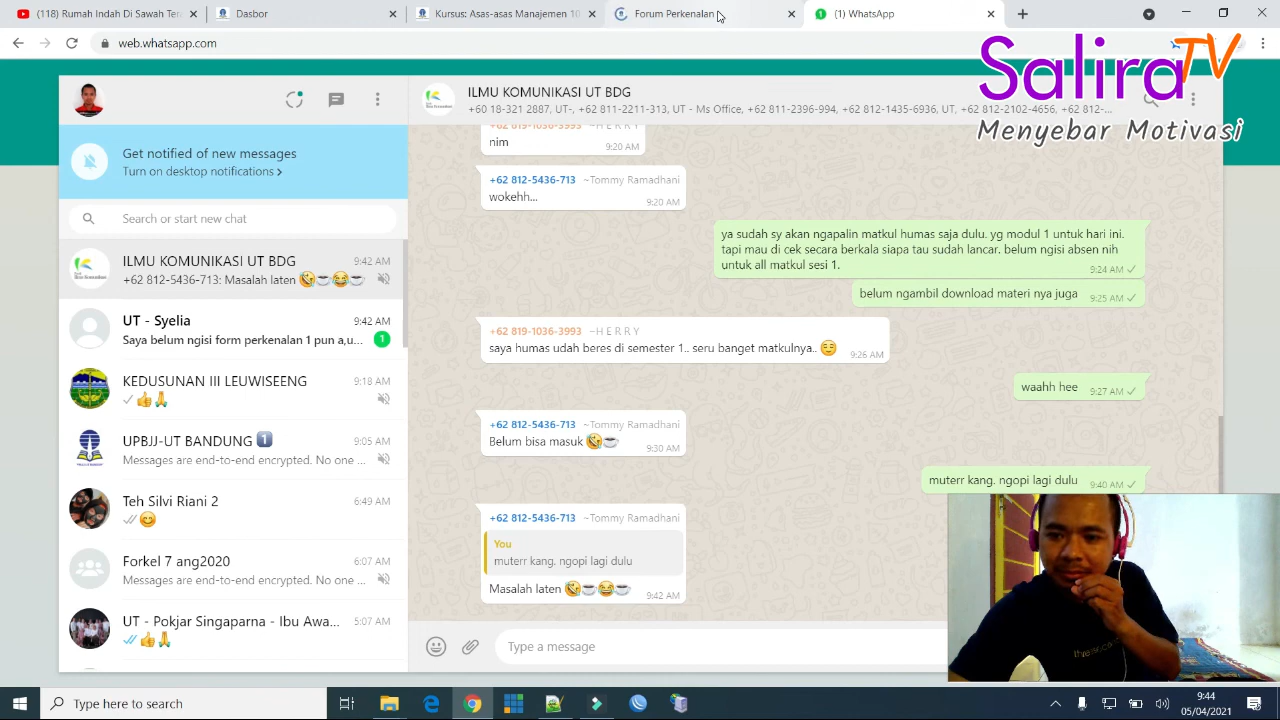 (118) Rumah Indah Di Sawah Ten
Dasbor
Kursus: Asas-asas Manajemen 10
Forum Perkenalan
(1) WhatsApp
web.whatsapp.com
Salira TV
Menyebar Motivasi
Get notified of new messages
Turn on desktop notifications >
Search or start new chat
ILMU KOMUNIKASI UT BDG
9:42 AM
+62 812-5436-713: Masalah laten 🤣☕😂☕
UT - Syelia
9:42 AM
Saya belum ngisi form perkenalan 1 pun a,u...
1
KEDUSUNAN III LEUWISEENG
9:18 AM
👍🙏
UPBJJ-UT BANDUNG 1️⃣
9:05 AM
Messages are end-to-end encrypted. No one ...
Teh Silvi Riani 2
6:49 AM
😊
Forkel 7 ang2020
6:07 AM
Messages are end-to-end encrypted. No one ...
UT - Pokjar Singaparna - Ibu Awa...
5:07 AM
👍🙏
ILMU KOMUNIKASI UT BDG
+60 18-321 2887, UT-, +62 811-2211-313, UT - Ms Office, +62 811-2396-994, +62 812-1435-6936, UT, +62 812-2102-4656, +62 812-...
+62 819-1036-3993 ~H E R R Y
nim
9:20 AM
+62 812-5436-713 ~Tommy Ramadhani
wokehh...
9:20 AM
ya sudah sy akan ngapalin matkul humas saja dulu. yg modul 1 untuk hari ini.
tapi mau di cek secara berkala siapa tau sudah lancar. belum ngisi absen nih
untuk all matkul sesi 1.
9:24 AM
belum ngambil download materi nya juga
9:25 AM
+62 819-1036-3993 ~H E R R Y
saya humas udah beres di semester 1.. seru banget matkulnya.. ☺
9:26 AM
waahh hee
9:27 AM
+62 812-5436-713 ~Tommy Ramadhani
Belum bisa masuk 🤣☕
9:30 AM
muterr kang. ngopi lagi dulu
9:40 AM
+62 812-5436-713 ~Tommy Ramadhani
You
muterr kang. ngopi lagi dulu
Masalah laten 🤣☕😂☕
9:42 AM
Type a message
Type here to search
9:44
05/04/2021